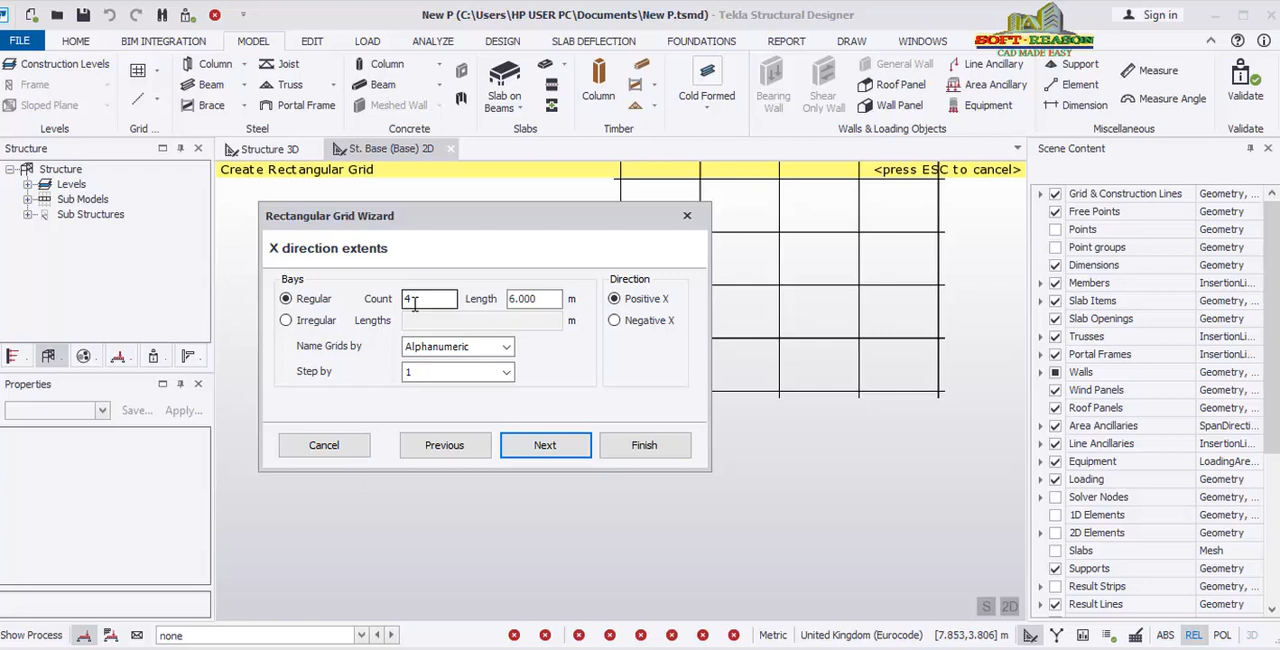 New P (C:/Users/HP USER PC/Documents/New P.tsmd) - Tekla Structural Designer
Sign in
SOFT-REASON
CAD MADE EASY
FILE HOME BIM INTEGRATION MODEL LOAD ANALYZE DESIGN SLAB DEFLECTION FOUNDATIONS REPORT DRAW WINDOWS
Construction Levels
Frame
Sloped Plane
Levels
Grid ...
Column
Beam
Brace
Joist
Truss
Portal Frame
Steel
Column
Beam
Meshed Wall
Concrete
Slab on
Beams
Slabs
Column
Timber
Cold Formed
Bearing
Wall
Shear
Only Wall
General Wall
Roof Panel
Wall Panel
Line Ancillary
Area Ancillary
Equipment
Walls & Loading Objects
Support
Element
Dimension
Measure
Measure Angle
Miscellaneous
Validate
Validate
Structure
Structure
Levels
Sub Models
Sub Structures
Properties
Save...
Apply...
Structure 3D
St. Base (Base) 2D
Create Rectangular Grid
<press ESC to cancel>
Rectangular Grid Wizard
X direction extents
Bays
Direction
Regular Count 4 Length 6.000 m
Positive X
Irregular Lengths m
Negative X
Name Grids by Alphanumeric
Step by 1
Cancel Previous Next Finish
S 2D
Scene Content
Grid & Construction Lines Geometry, ...
Free Points Geometry
Points Geometry
Point groups Geometry
Dimensions Geometry
Members InsertionLi...
Slab Items Geometry, ...
Slab Openings Geometry
Trusses InsertionLi...
Portal Frames InsertionLi...
Walls Geometry, ...
Wind Panels Geometry
Roof Panels Geometry
Area Ancillaries SpanDirecti...
Line Ancillaries InsertionLi...
Equipment LoadingArea...
Loading Geometry
Solver Nodes Geometry, ...
1D Elements Geometry, ...
2D Elements Geometry, ...
Slabs Mesh
Supports Geometry
Result Strips Geometry, ...
Result Lines Geometry, ...
Show Process
none
Metric
United Kingdom (Eurocode)
[7.853,3.806] m
ABS REL POL 3D